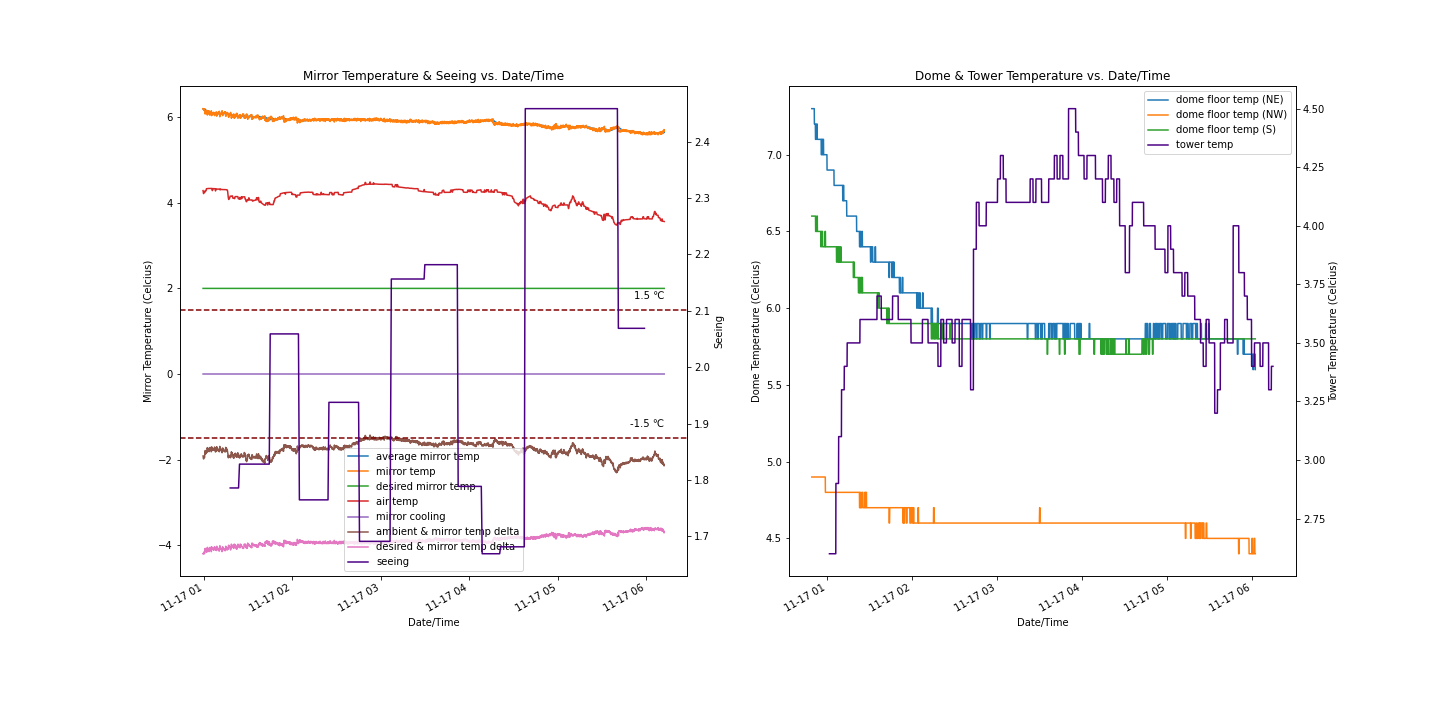 Mirror Temperature & Seeing vs. Date/Time
Mirror Temperature (Celcius)
6
4
2
0
−2
−4
2.4
2.3
2.2
2.1
2.0
1.9
1.8
1.7
Seeing
1.5 °C
-1.5 °C
average mirror temp
mirror temp
desired mirror temp
air temp
mirror cooling
ambient & mirror temp delta
desired & mirror temp delta
seeing
11-17 01
11-17 02
11-17 03
11-17 04
11-17 05
11-17 06
Date/Time
Dome & Tower Temperature vs. Date/Time
Dome Temperature (Celcius)
7.0
6.5
6.0
5.5
5.0
4.5
dome floor temp (NE)
dome floor temp (NW)
dome floor temp (S)
tower temp
4.50
4.25
4.00
3.75
3.50
3.25
3.00
2.75
Tower Temperature (Celcius)
11-17 01
11-17 02
11-17 03
11-17 04
11-17 05
11-17 06
Date/Time